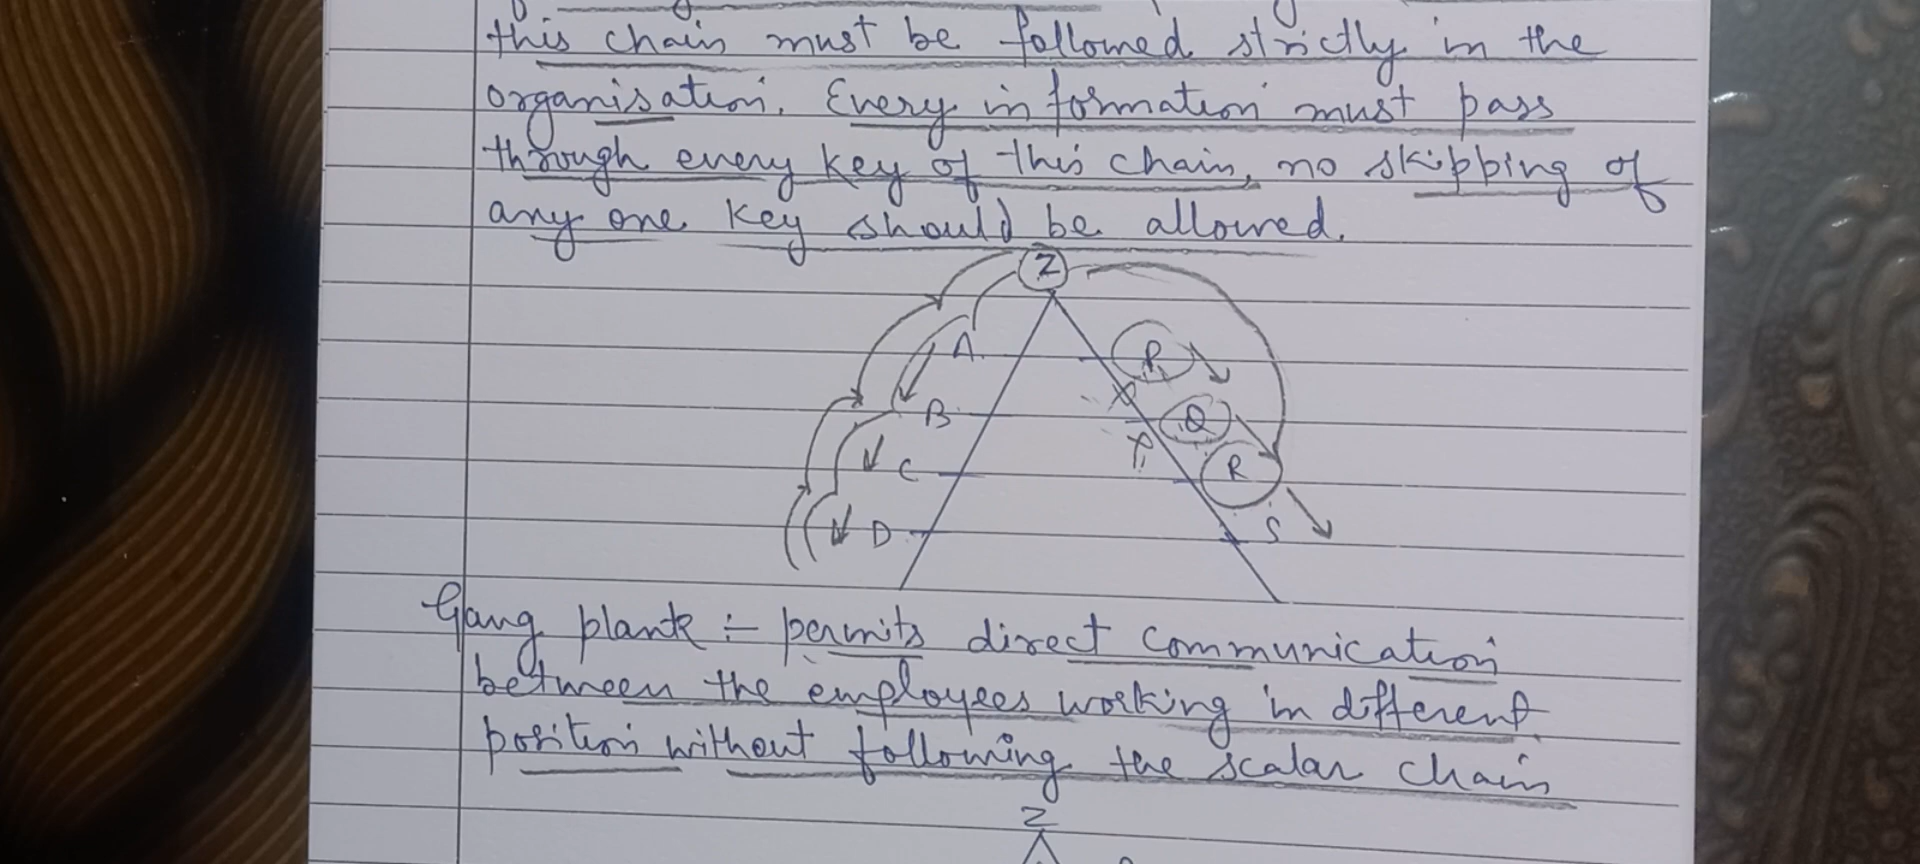 this chain must be followed strictly in the
organisation. Every information must pass
through every key of this chain, no skipping of
any one key should be allowed.
Z
A
P
B
Q
C
R
D
S
Gang plank :- permits direct communication
between the employees working in different
position without following the scalar chain
Z